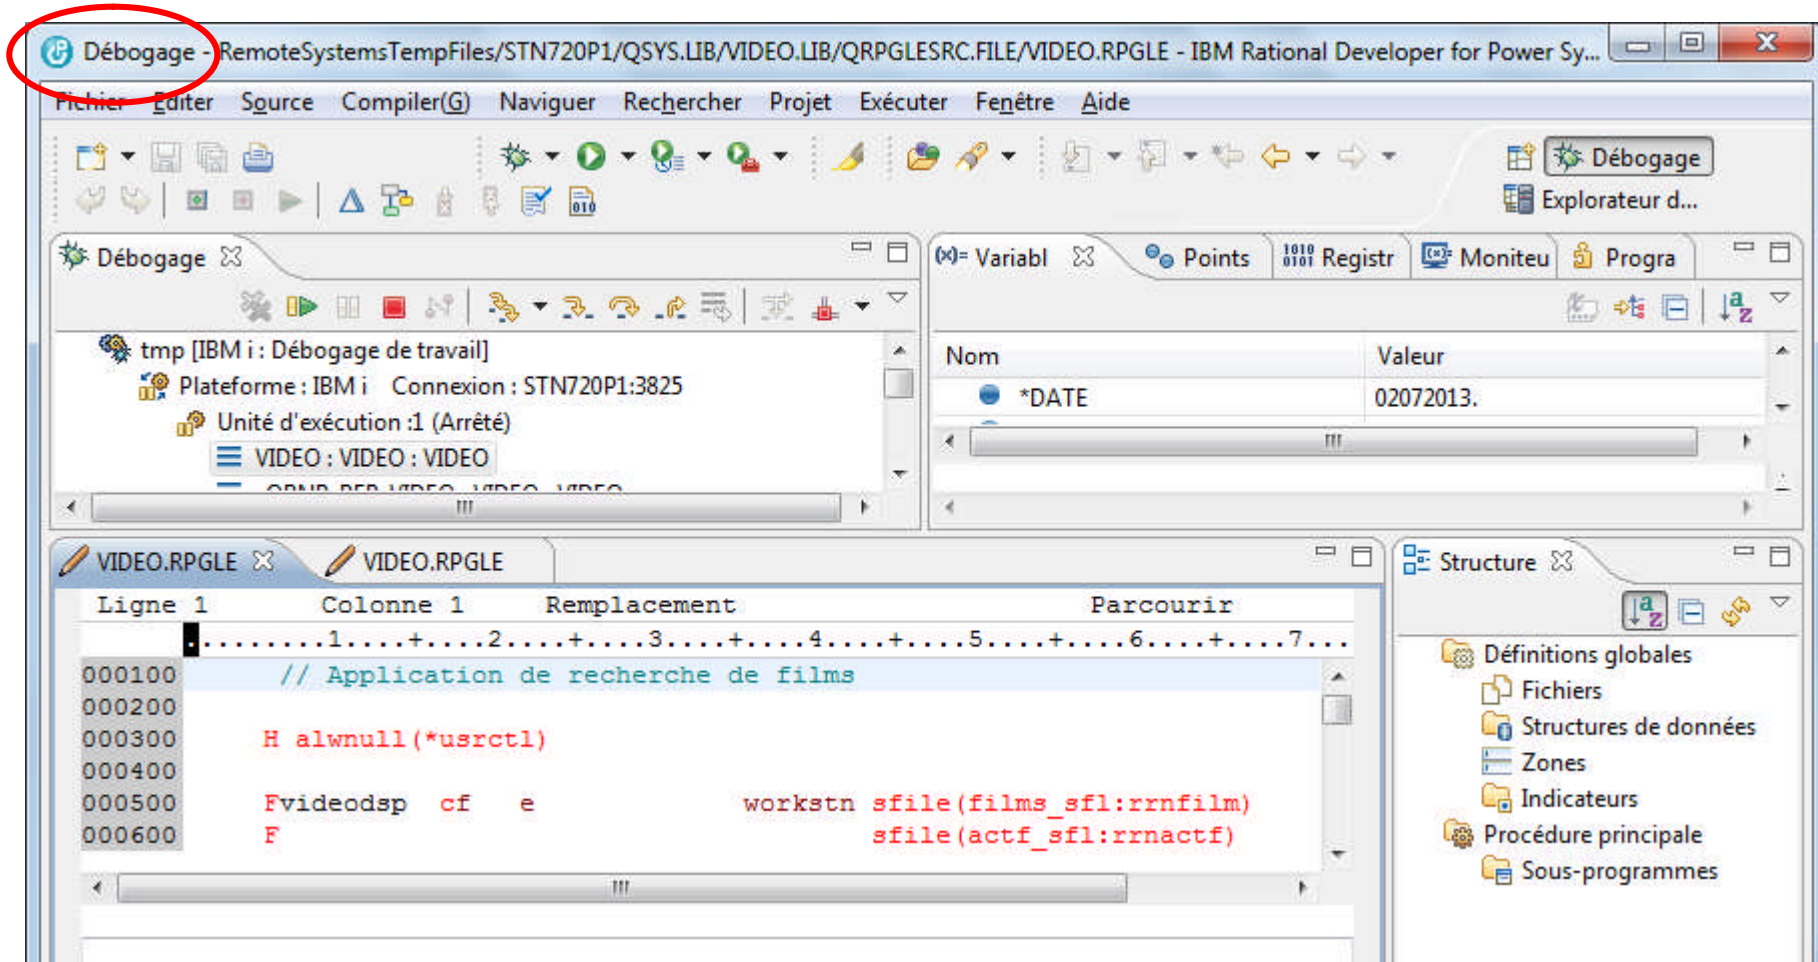 Débogage - RemoteSystemsTempFiles/STN720P1/QSYS.LIB/VIDEO.LIB/QRPGLESRC.FILE/VIDEO.RPGLE - IBM Rational Developer for Power Sy...
Fichier Editer Source Compiler(G) Naviguer Rechercher Projet Exécuter Fenêtre Aide
Débogage
Explorateur d...
Débogage
Variabl Points Registr Moniteu Progra
tmp [IBM i : Débogage de travail]
Plateforme : IBM i Connexion : STN720P1:3825
Unité d'exécution :1 (Arrêté)
VIDEO : VIDEO : VIDEO
Nom Valeur
*DATE 02072013.
VIDEO.RPGLE VIDEO.RPGLE
Ligne 1 Colonne 1 Remplacement Parcourir
.........1....+....2....+....3....+....4....+....5....+....6....+....7...
000100 // Application de recherche de films
000200
000300 H alwnull(*usrctl)
000400
000500 Fvideodsp cf e workstn sfile(films_sfl:rrnfilm)
000600 F sfile(actf_sfl:rrnactf)
Structure
Définitions globales
Fichiers
Structures de données
Zones
Indicateurs
Procédure principale
Sous-programmes